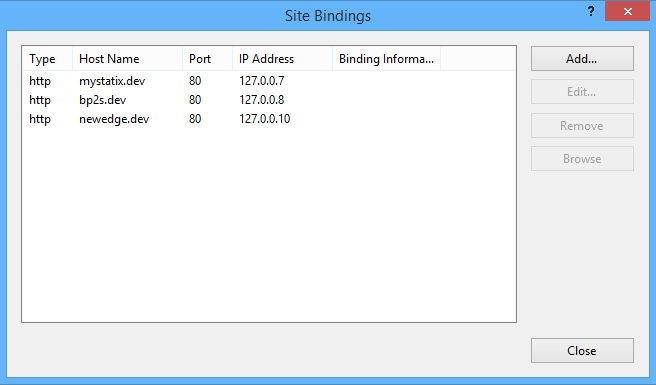 Site Bindings
?
Type Host Name Port IP Address Binding Informa...
http mystatix.dev 80 127.0.0.7
http bp2s.dev 80 127.0.0.8
http newedge.dev 80 127.0.0.10
Add...
Edit...
Remove
Browse
Close